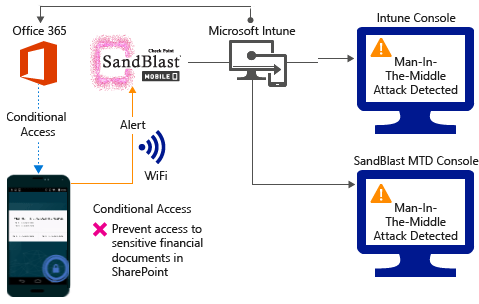 Office 365
Microsoft Intune
Intune Console
Check Point
SandBlast
MOBILE
Man-In-
The-Middle
Attack Detected
Conditional
Access
Alert
WiFi
SandBlast MTD Console
Man-In-
The-Middle
Attack Detected
Conditional Access
Prevent access to
sensitive financial
documents in
SharePoint